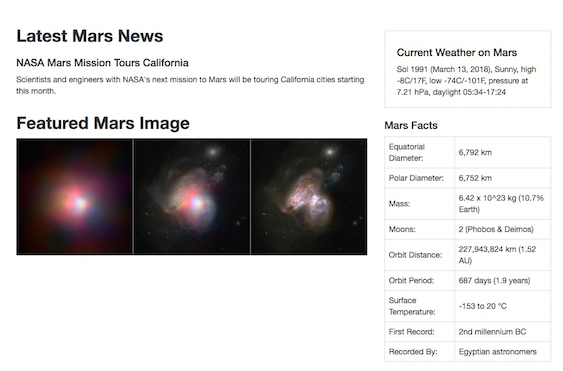 Latest Mars News
NASA Mars Mission Tours California
Scientists and engineers with NASA's next mission to Mars will be touring California cities starting
this month.
Featured Mars Image
Current Weather on Mars
Sol 1991 (March 13, 2018), Sunny, high
-8C/17F, low -74C/-101F, pressure at
7.21 hPa, daylight 05:34-17:24
Mars Facts
Equatorial
Diameter:
6,792 km
Polar Diameter:
6,752 km
Mass:
6.42 x 10^23 kg (10.7%
Earth)
Moons:
2 (Phobos & Deimos)
Orbit Distance:
227,943,824 km (1.52
AU)
Orbit Period:
687 days (1.9 years)
Surface
Temperature:
-153 to 20 °C
First Record:
2nd millennium BC
Recorded By:
Egyptian astronomers